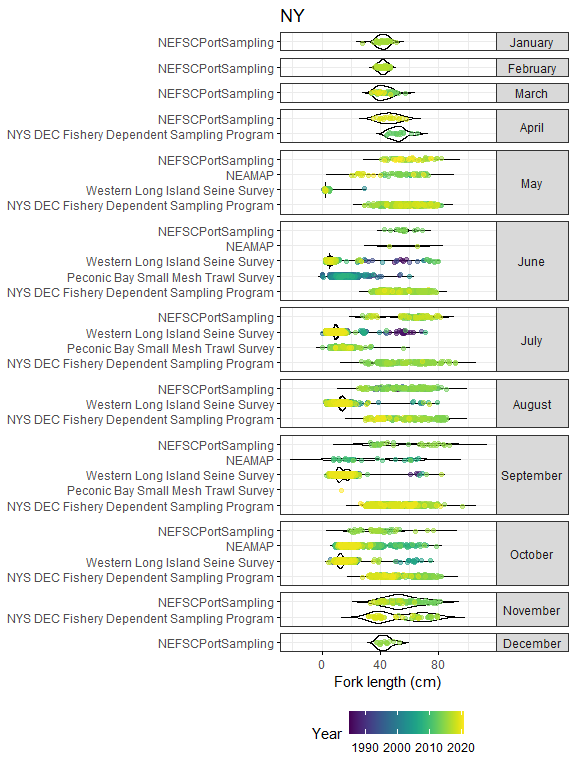 NY
NEFSCPortSampling
January
NEFSCPortSampling
February
NEFSCPortSampling
March
NEFSCPortSampling
NYS DEC Fishery Dependent Sampling Program
April
NEFSCPortSampling
NEAMAP
Western Long Island Seine Survey
NYS DEC Fishery Dependent Sampling Program
May
NEFSCPortSampling
NEAMAP
Western Long Island Seine Survey
Peconic Bay Small Mesh Trawl Survey
NYS DEC Fishery Dependent Sampling Program
June
NEFSCPortSampling
Western Long Island Seine Survey
Peconic Bay Small Mesh Trawl Survey
NYS DEC Fishery Dependent Sampling Program
July
NEFSCPortSampling
Western Long Island Seine Survey
NYS DEC Fishery Dependent Sampling Program
August
NEFSCPortSampling
NEAMAP
Western Long Island Seine Survey
Peconic Bay Small Mesh Trawl Survey
NYS DEC Fishery Dependent Sampling Program
September
NEFSCPortSampling
NEAMAP
Western Long Island Seine Survey
NYS DEC Fishery Dependent Sampling Program
October
NEFSCPortSampling
NYS DEC Fishery Dependent Sampling Program
November
NEFSCPortSampling
December
0 40 80
Fork length (cm)
Year
1990 2000 2010 2020